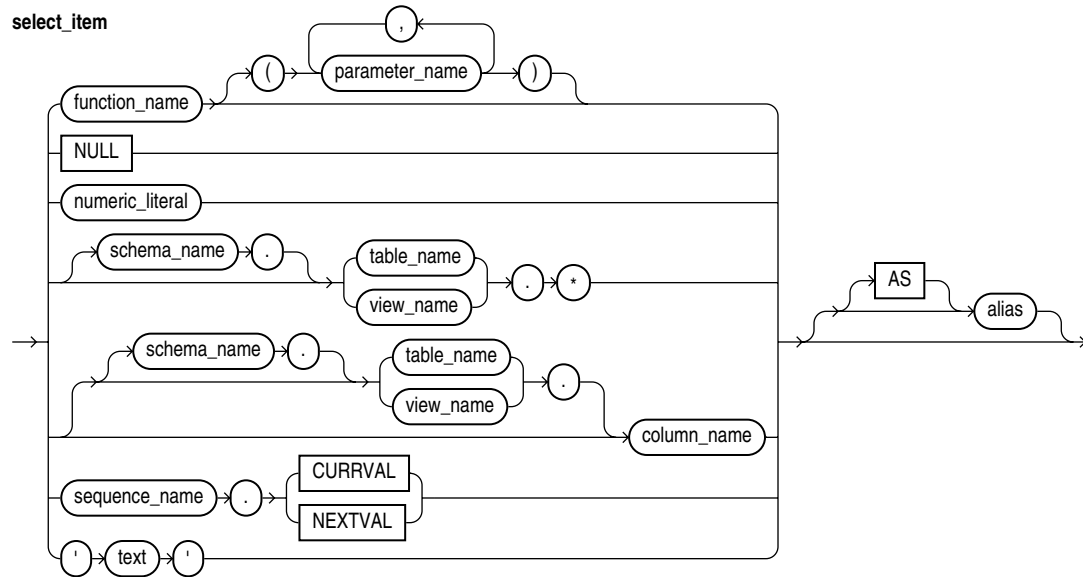 select_item
,
( parameter_name )
function_name
NULL
numeric_literal
schema_name . table_name
view_name . *
AS
alias
schema_name . table_name
view_name .
column_name
sequence_name . CURRVAL
NEXTVAL
' text '